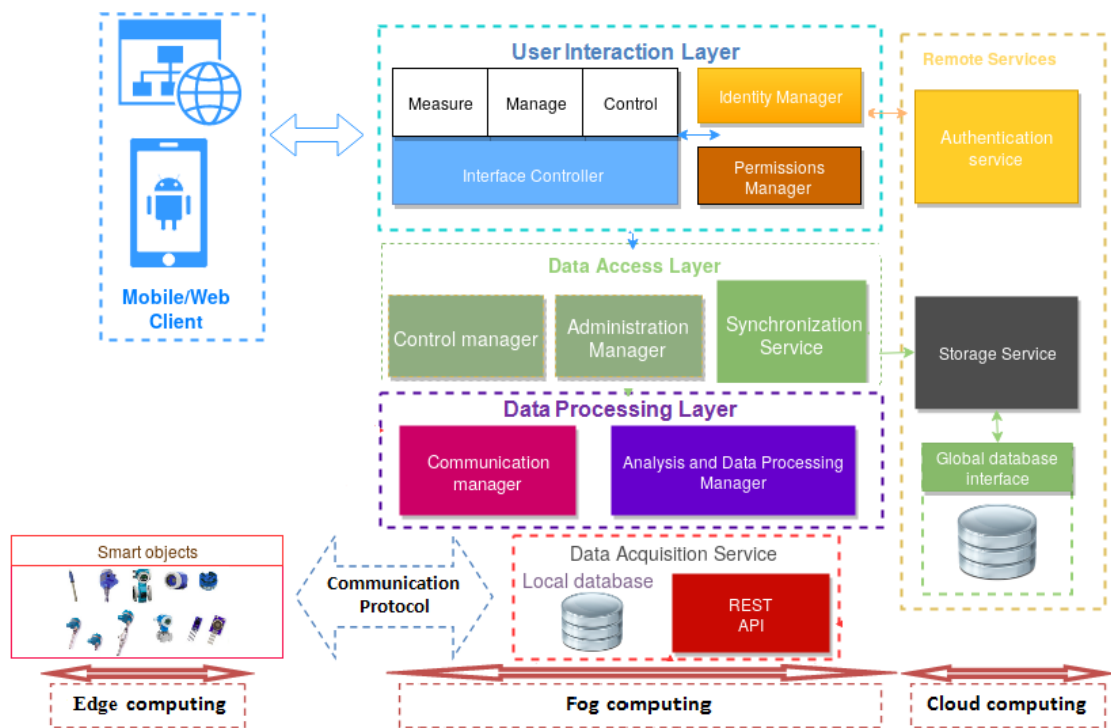 User Interaction Layer
Measure
Manage
Control
Interface Controller
Identity Manager
Permissions
Manager
Remote Services
Authentication
service
Mobile/Web
Client
Data Access Layer
Control manager
Administration
Manager
Synchronization
Service
Storage Service
Data Processing Layer
Communication
manager
Analysis and Data Processing
Manager
Global database
interface
Smart objects
Communication
Protocol
Data Acquisition Service
Local database
REST
API
Edge computing
Fog computing
Cloud computing